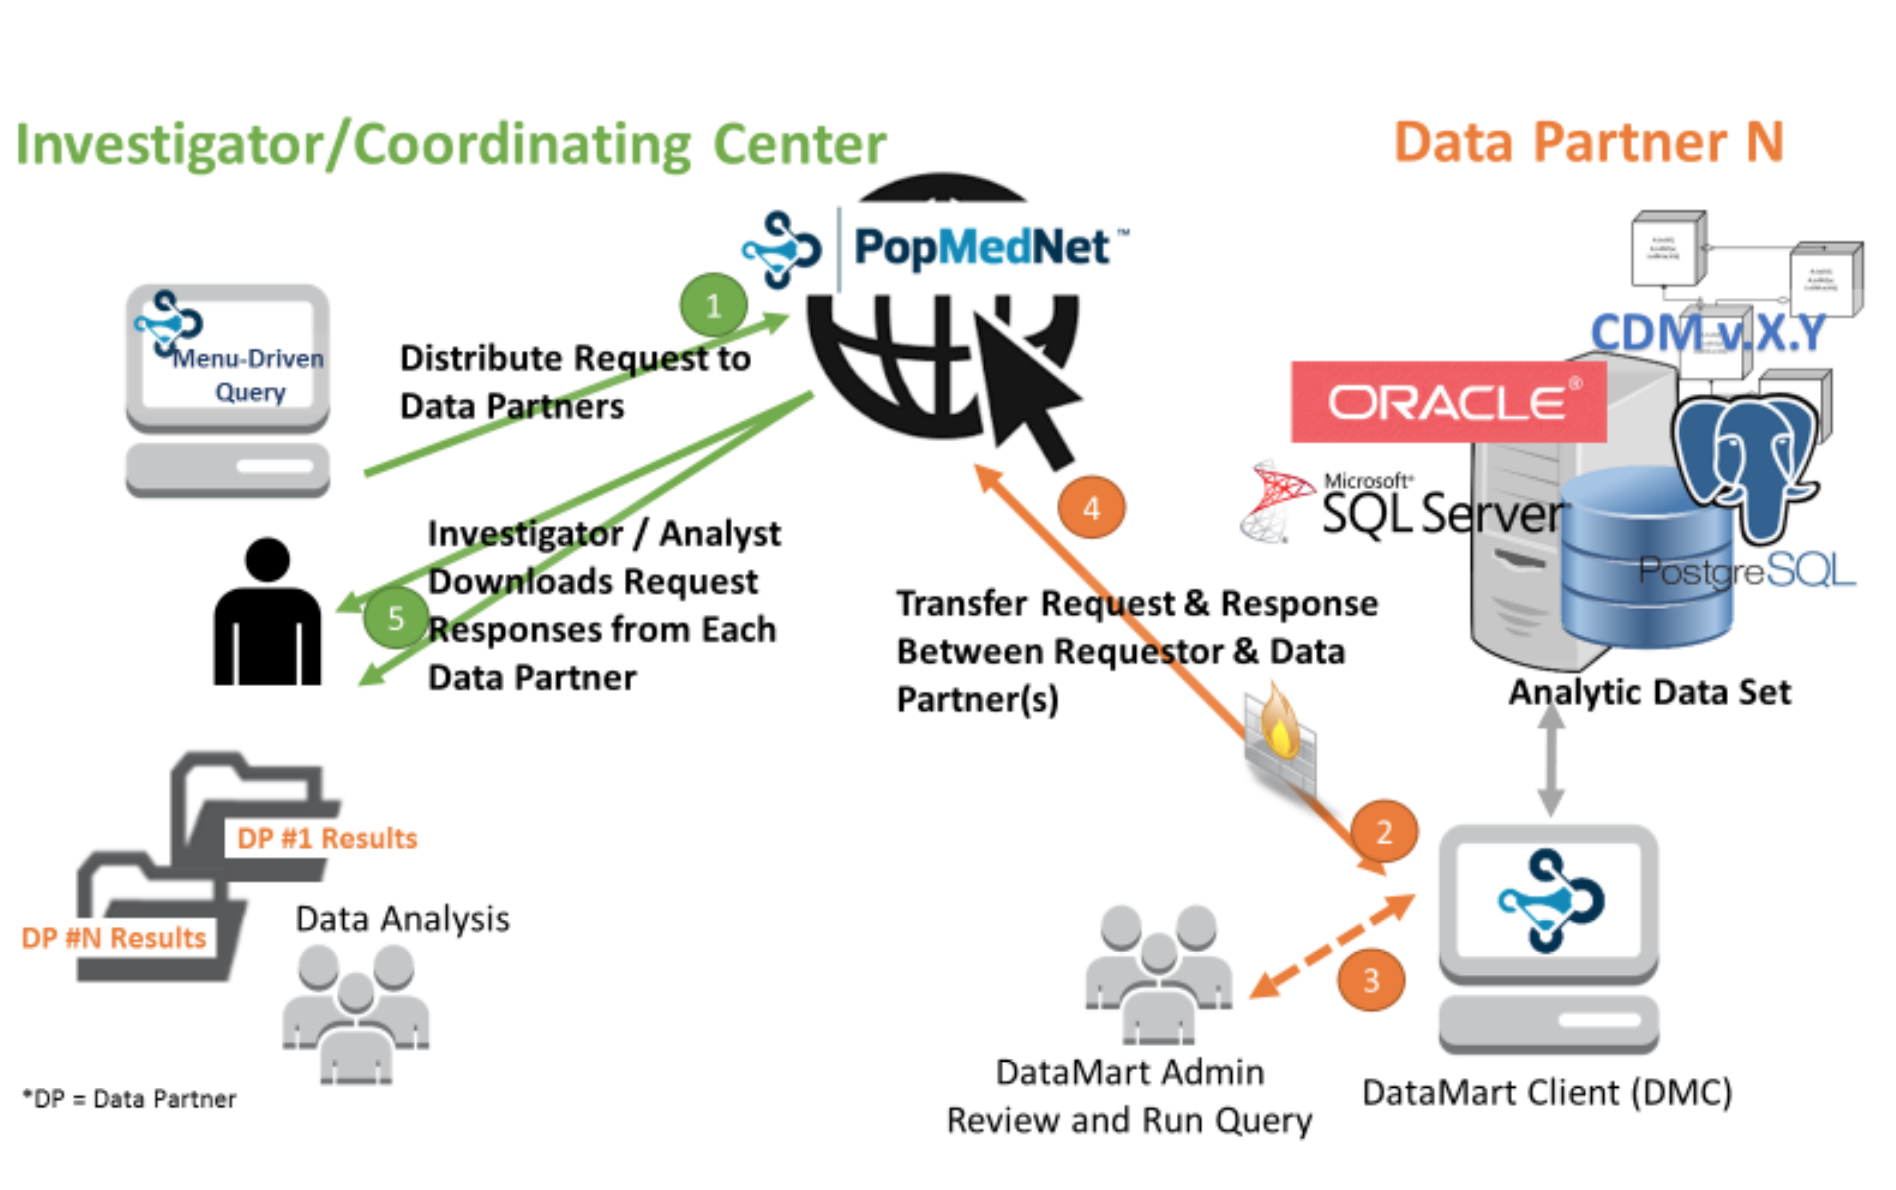 Investigator/Coordinating Center
Data Partner N
PopMedNet™
1
Menu-Driven
Query
Distribute Request to
Data Partners
CDM v.X.Y
ORACLE®
Microsoft®
SQL Server
PostgreSQL
4
Investigator / Analyst
Downloads Request
Responses from Each
Data Partner
5
Transfer Request & Response
Between Requestor & Data
Partner(s)
Analytic Data Set
2
DP #1 Results
DP #N Results
Data Analysis
3
DataMart Admin
Review and Run Query
DataMart Client (DMC)
*DP = Data Partner